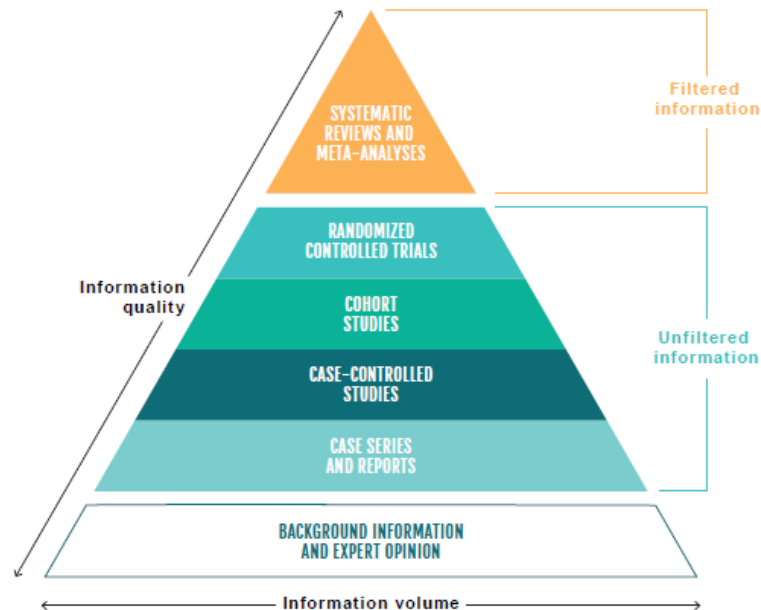 SYSTEMATIC
REVIEWS AND
META-ANALYSES
Filtered
information
RANDOMIZED
CONTROLLED TRIALS
Information
quality
COHORT
STUDIES
Unfiltered
information
CASE-CONTROLLED
STUDIES
CASE SERIES
AND REPORTS
BACKGROUND INFORMATION
AND EXPERT OPINION
Information volume